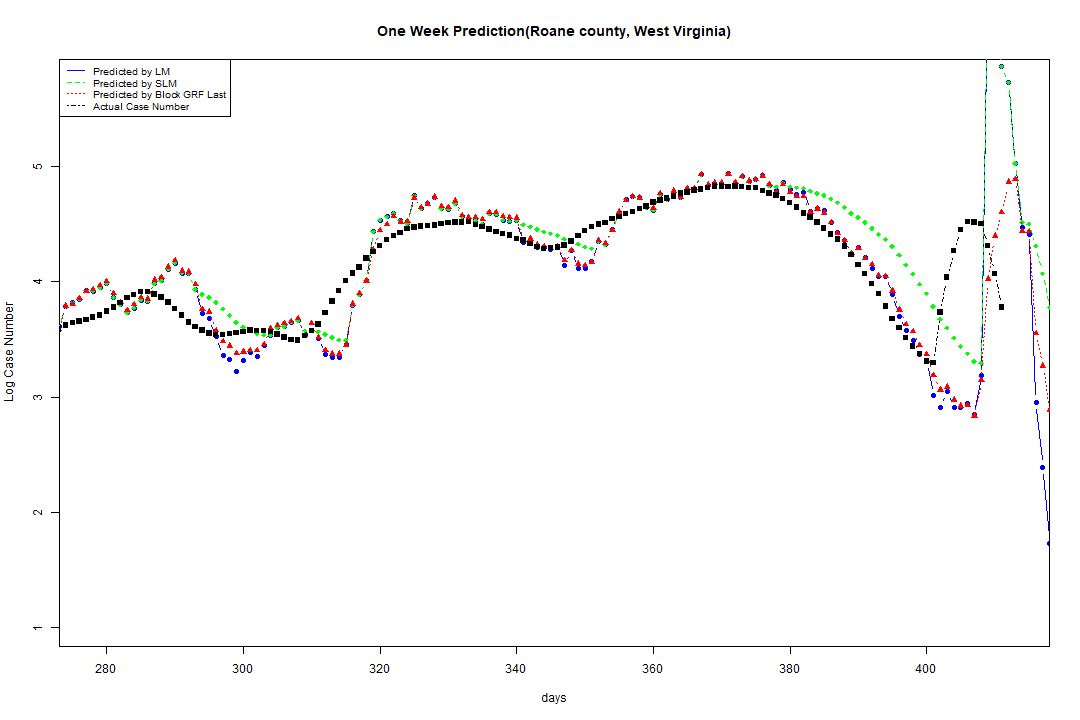 One Week Prediction(Roane county, West Virginia)
Predicted by LM
Predicted by SLM
Predicted by Block GRF Last
Actual Case Number
5
4
3
2
1
Log Case Number
280 300 320 340 360 380 400
days